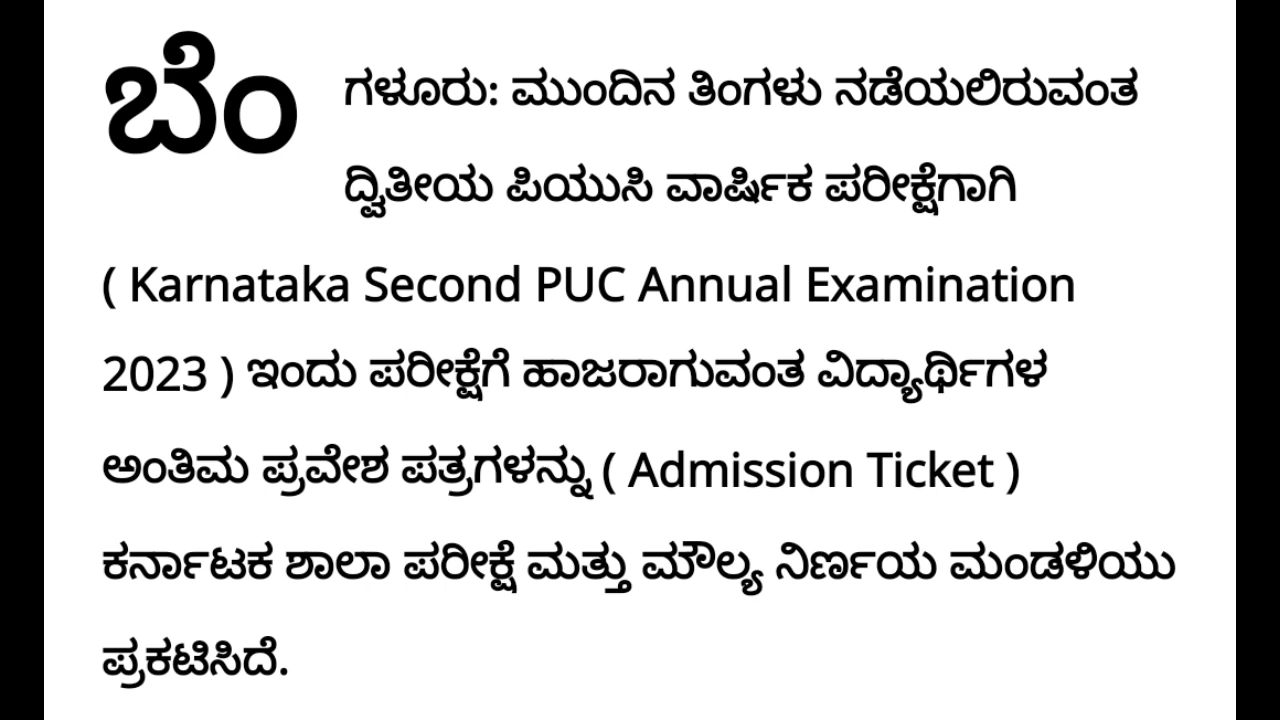 ಬೆಂಗಳೂರು: ಮುಂದಿನ ತಿಂಗಳು ನಡೆಯಲಿರುವಂತ
ದ್ವಿತೀಯ ಪಿಯುಸಿ ವಾರ್ಷಿಕ ಪರೀಕ್ಷೆಗಾಗಿ
( Karnataka Second PUC Annual Examination
2023 ) ಇಂದು ಪರೀಕ್ಷೆಗೆ ಹಾಜರಾಗುವಂತ ವಿದ್ಯಾರ್ಥಿಗಳ
ಅಂತಿಮ ಪ್ರವೇಶ ಪತ್ರಗಳನ್ನು ( Admission Ticket )
ಕರ್ನಾಟಕ ಶಾಲಾ ಪರೀಕ್ಷೆ ಮತ್ತು ಮೌಲ್ಯ ನಿರ್ಣಯ ಮಂಡಳಿಯು
ಪ್ರಕಟಿಸಿದೆ.